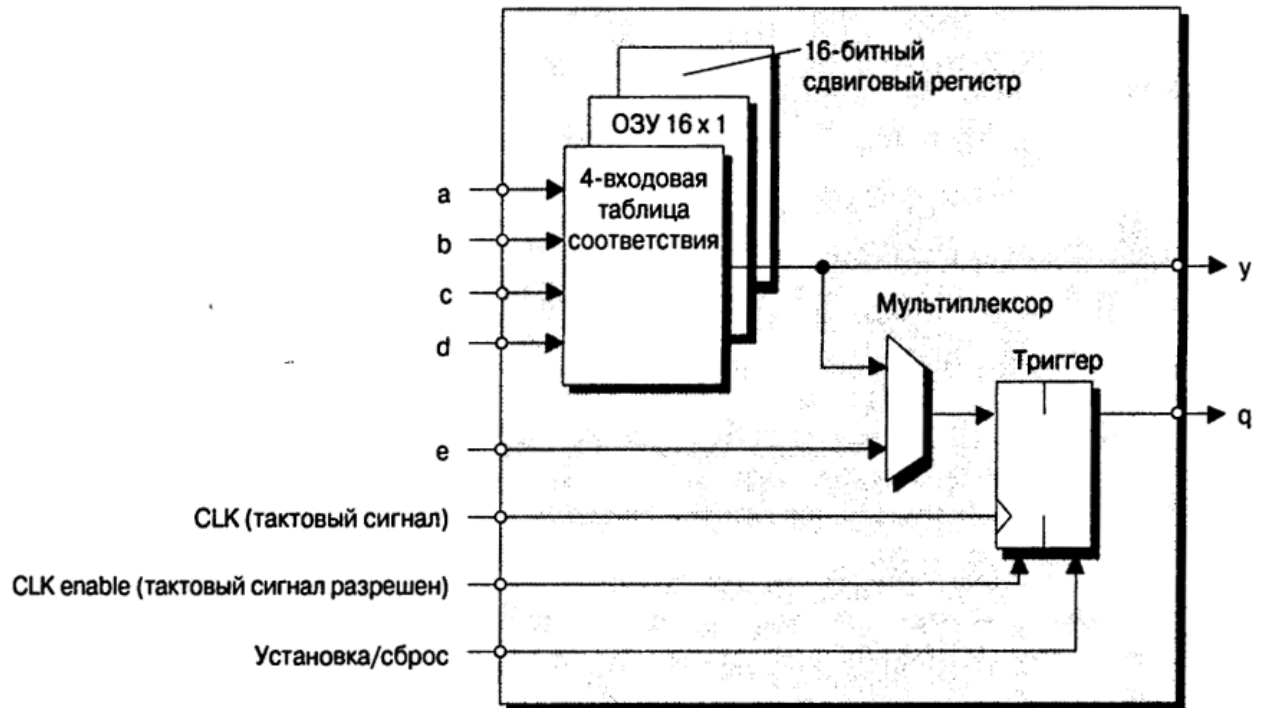 16-битный
сдвиговый регистр
ОЗУ 16 x 1
4-входовая
таблица
соответствия
a
b
c
d
y
Мультиплексор
Триггер
q
e
CLK (тактовый сигнал)
CLK enable (тактовый сигнал разрешен)
Установка/сброс